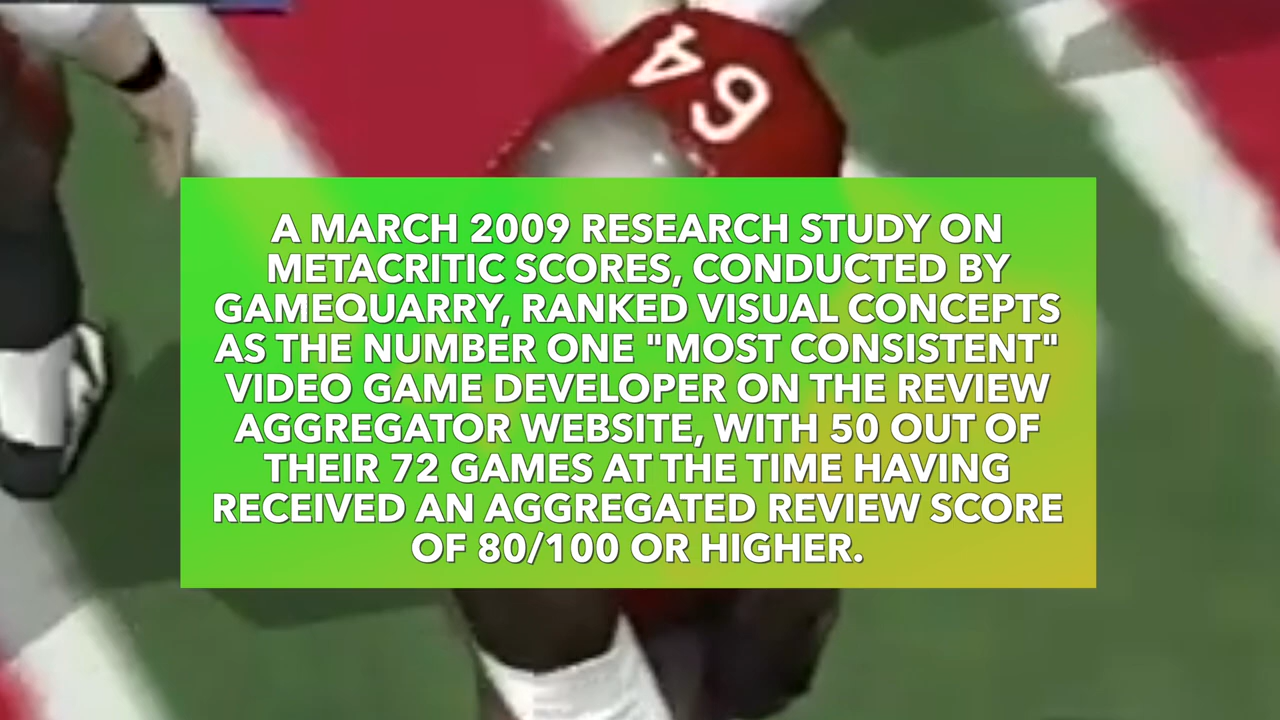 64
A MARCH 2009 RESEARCH STUDY ON
METACRITIC SCORES, CONDUCTED BY
GAMEQUARRY, RANKED VISUAL CONCEPTS
AS THE NUMBER ONE "MOST CONSISTENT"
VIDEO GAME DEVELOPER ON THE REVIEW
AGGREGATOR WEBSITE, WITH 50 OUT OF
THEIR 72 GAMES AT THE TIME HAVING
RECEIVED AN AGGREGATED REVIEW SCORE
OF 80/100 OR HIGHER.